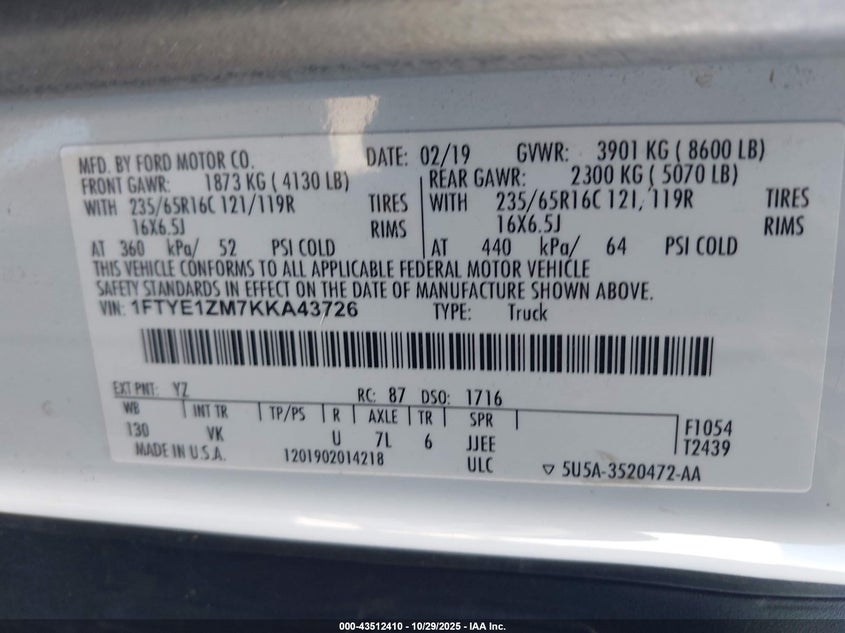 MFD. BY FORD MOTOR CO. DATE: 02/19 GVWR: 3901 KG ( 8600 LB)
FRONT GAWR: 1873 KG ( 4130 LB) REAR GAWR: 2300 KG ( 5070 LB)
WITH 235/65R16C 121/119R TIRES WITH 235/65R16C 121/119R TIRES
16X6.5J RIMS 16X6.5J RIMS
AT 360 kPa/ 52 PSI COLD AT 440 kPa/ 64 PSI COLD
THIS VEHICLE CONFORMS TO ALL APPLICABLE FEDERAL MOTOR VEHICLE
SAFETY STANDARDS IN EFFECT ON THE DATE OF MANUFACTURE SHOWN ABOVE.
VIN: 1FTYE1ZM7KKA43726 TYPE: Truck
EXT PNT: YZ RC: 87 DSO: 1716
WB INT TR TP/PS R AXLE TR SPR F1054
130 VK U 7L 6 JJEE T2439
MADE IN U.S.A. 1201902014218 ULC ▽ 5U5A-3520472-AA
000-43512410 • 10/29/2025 • IAA Inc.